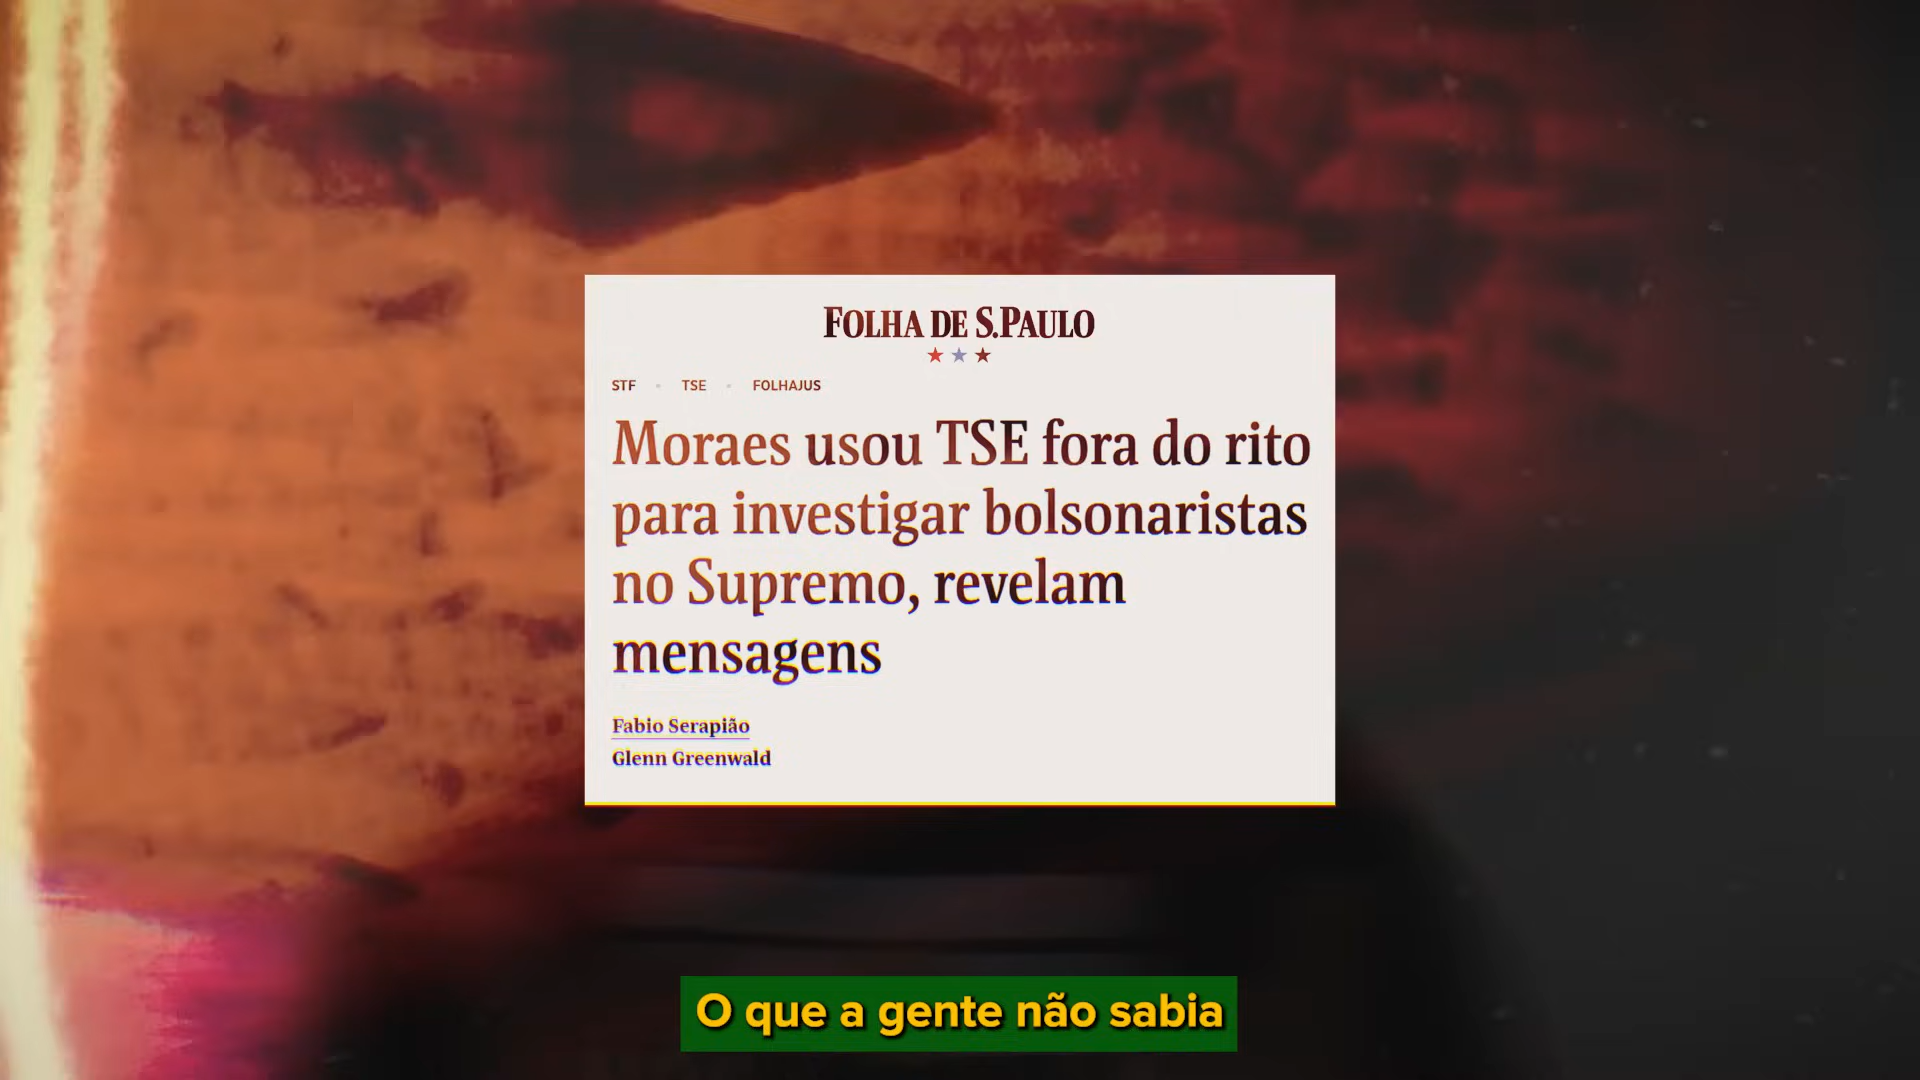 FOLHA DE S.PAULO
STF • TSE • FOLHAJUS
Moraes usou TSE fora do rito
para investigar bolsonaristas
no Supremo, revelam
mensagens
Fabio Serapião
Glenn Greenwald
O que a gente não sabia